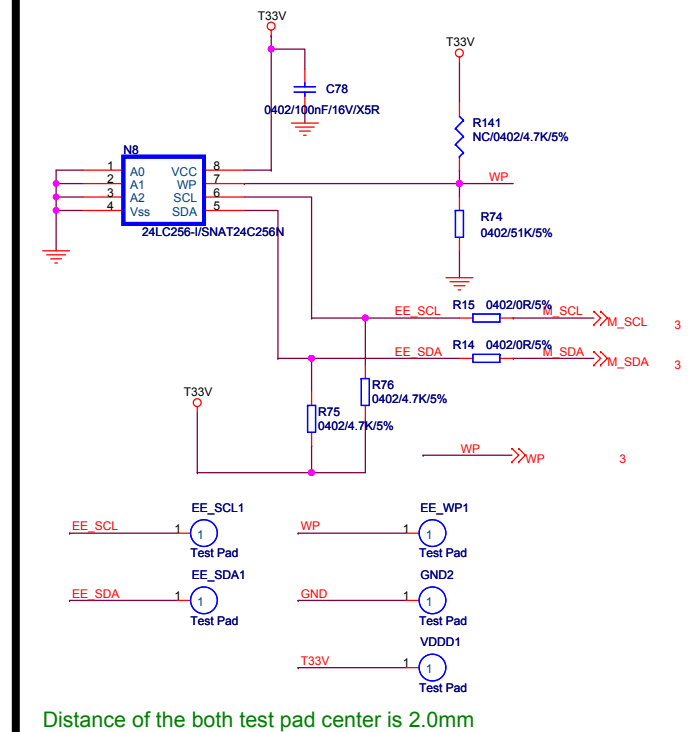 T33V
T33V
C78
0402/100nF/16V/X5R
R141
NC/0402/4.7K/5%
N8
1 A0 VCC 8
2 A1 WP 7
3 A2 SCL 6
4 Vss SDA 5
24LC256-I/SNAT24C256N
WP
R74
0402/51K/5%
EE_SCL R15 0402/0R/5% M_SCL M_SCL 3
EE_SDA R14 0402/0R/5% M_SDA M_SDA 3
R76
0402/4.7K/5%
T33V
R75
0402/4.7K/5%
WP WP 3
EE_SCL1
EE_SCL 1 1
Test Pad
EE_WP1
WP 1 1
Test Pad
EE_SDA1
EE_SDA 1 1
Test Pad
GND2
GND 1 1
Test Pad
VDDD1
T33V 1 1
Test Pad
Distance of the both test pad center is 2.0mm